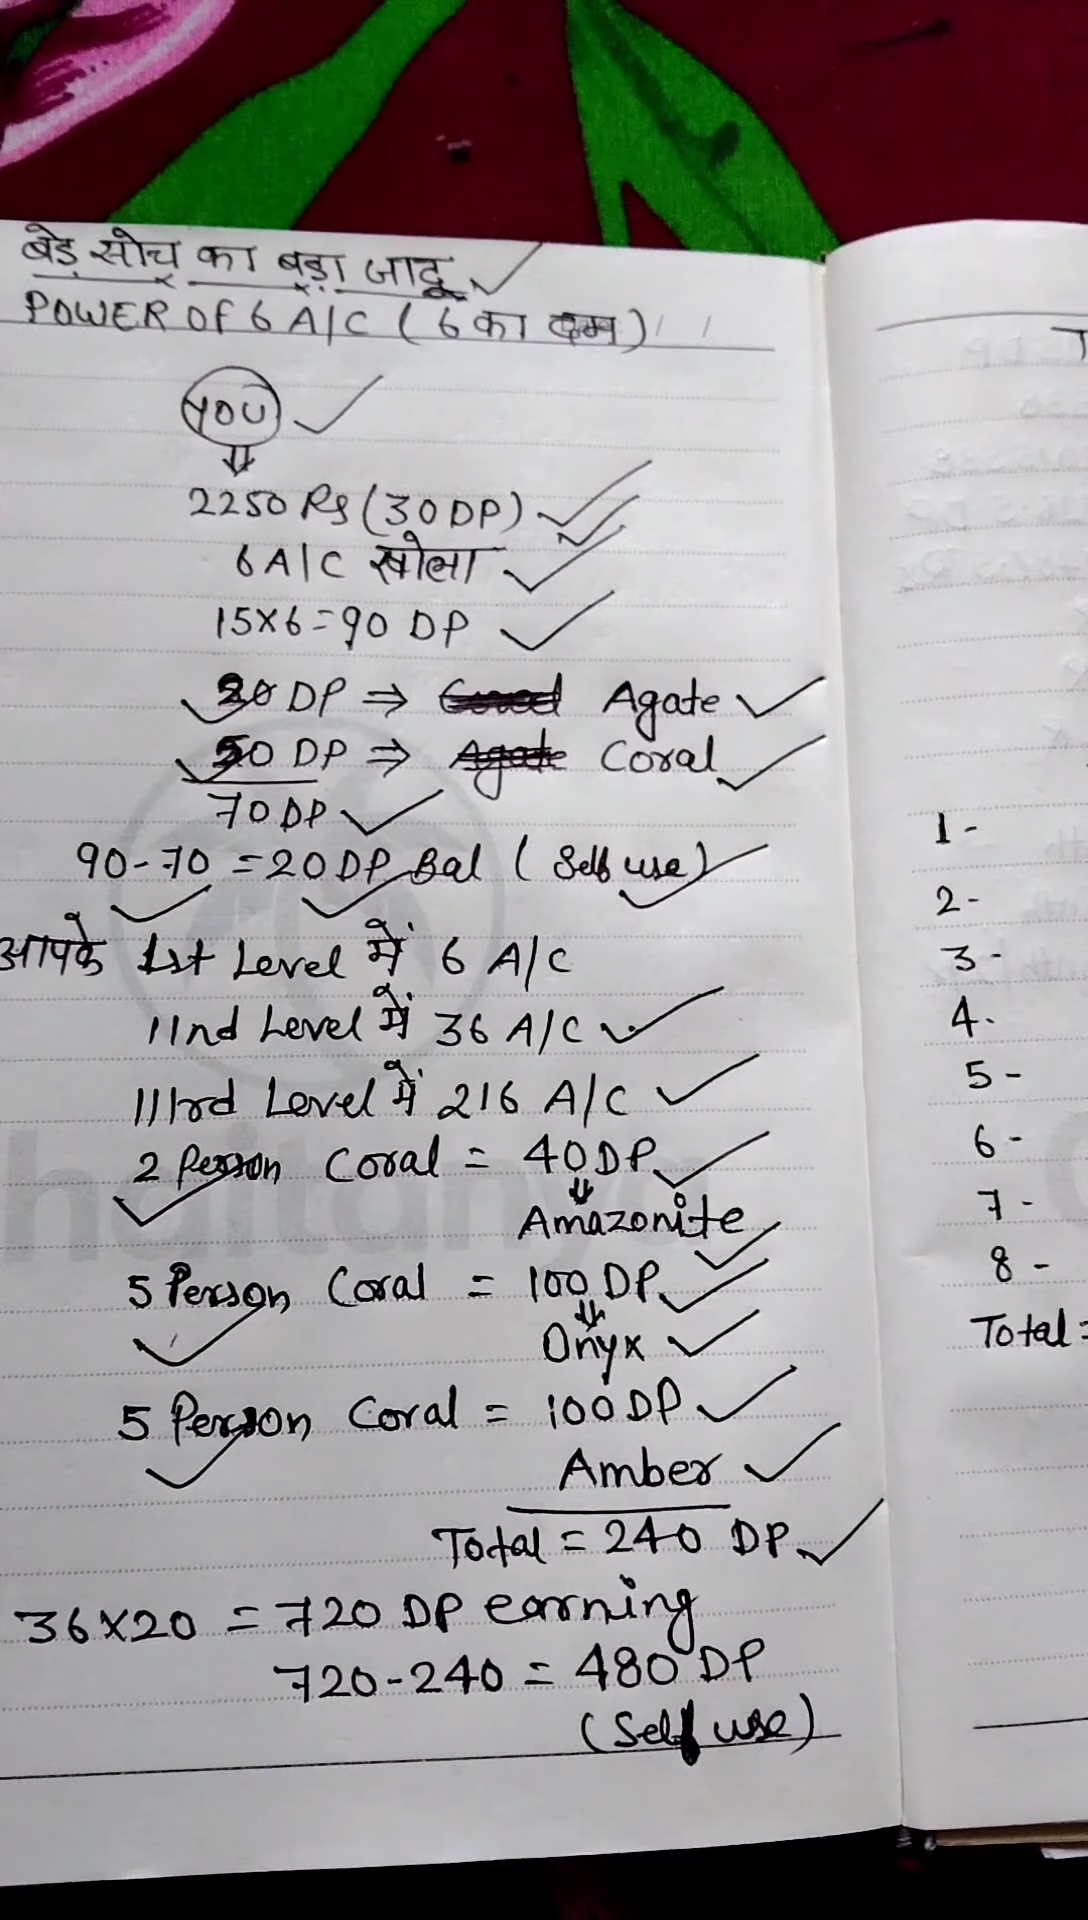 बड़े सोच का बड़ा जादू
POWER OF 6 A/C ( 6 का दम )
YOU
2250 Rs (30 DP)
6 A/C खोला
15×6=90 DP
20 DP ⇒ Agate
50 DP ⇒ Agate Coral
70 DP
90-70 = 20 DP Bal ( Self use )
आपके 1st Level में 6 A/C
IInd Level में 36 A/C
IIIrd Level में 216 A/C
2 Person Coral = 40 DP
⇓
Amazonite
5 Person Coral = 100 DP
⇓
Onyx
5 Person Coral = 100 DP
Amber
Total = 240 DP
36×20 = 720 DP earning
720-240 = 480 DP
(Self use)
T
1-
2-
3-
4.
5-
6-
7-
8-
Total =